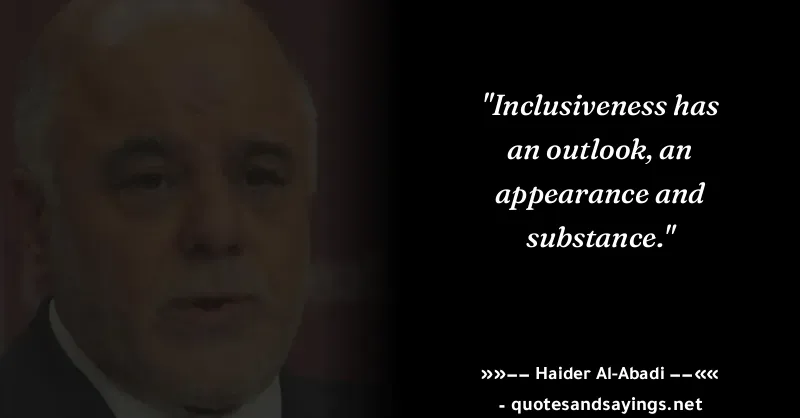 "Inclusiveness has
an outlook, an
appearance and
substance."
»»−− Haider Al-Abadi −−««
- quotesandsayings.net